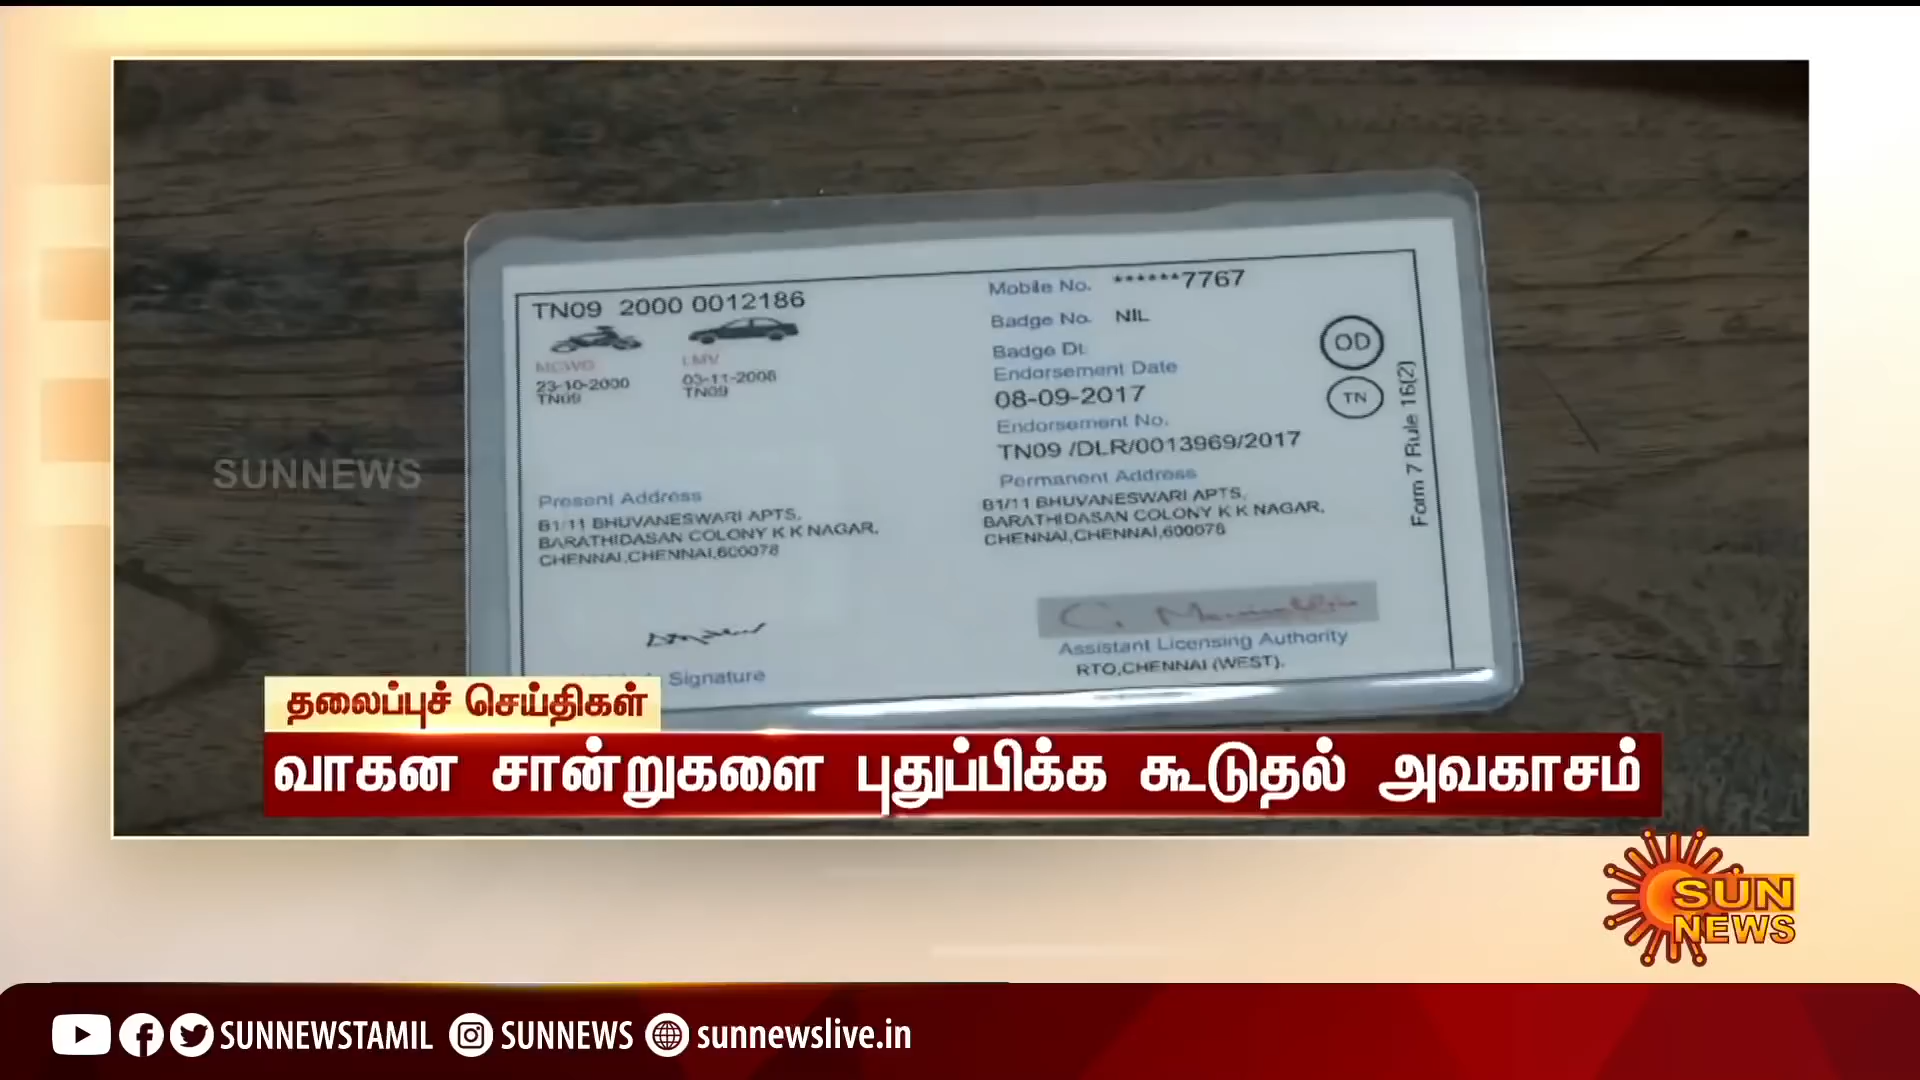 TN09 2000 0012186
MCWG
LMV
23-10-2000
TN09
03-11-2008
TN09
Mobile No. ******7767
Badge No. NIL
Badge Dt.
Endorsement Date
08-09-2017
Endorsement No.
TN09 /DLR/0013969/2017
OD
TN
Form 7 Rule 16(2)
Present Address
B1/11 BHUVANESWARI APTS,
BARATHIDASAN COLONY K K NAGAR,
CHENNAI,CHENNAI,600078
Permanent Address
B1/11 BHUVANESWARI APTS,
BARATHIDASAN COLONY K K NAGAR,
CHENNAI,CHENNAI,600078
Signature
Assistant Licensing Authority
RTO,CHENNAI (WEST).
SUNNEWS
தலைப்புச் செய்திகள்
வாகன சான்றுகளை புதுப்பிக்க கூடுதல் அவகாசம்
SUN
NEWS
SUNNEWSTAMIL SUNNEWS sunnewslive.in